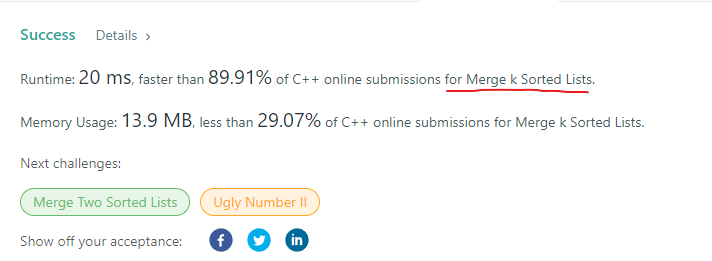 Success Details >
Runtime: 20 ms, faster than 89.91% of C++ online submissions for Merge k Sorted Lists.
Memory Usage: 13.9 MB, less than 29.07% of C++ online submissions for Merge k Sorted Lists.
Next challenges:
Merge Two Sorted Lists Ugly Number II
Show off your acceptance: